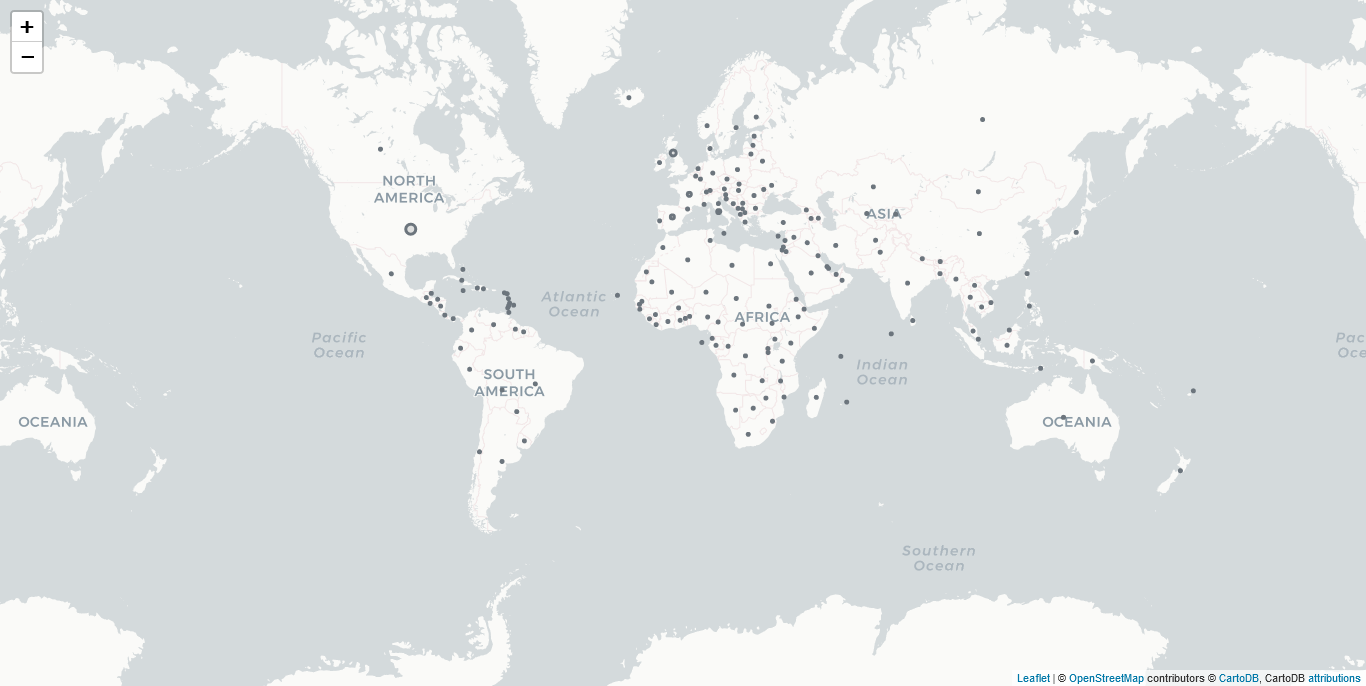 +
−
NORTH
AMERICA
ASIA
Atlantic
Ocean
AFRICA
Pacific
Ocean
Pac
Oce
Indian
Ocean
SOUTH
AMERICA
OCEANIA
OCEANIA
Southern
Ocean
Leaflet | © OpenStreetMap contributors © CartoDB, CartoDB attributions